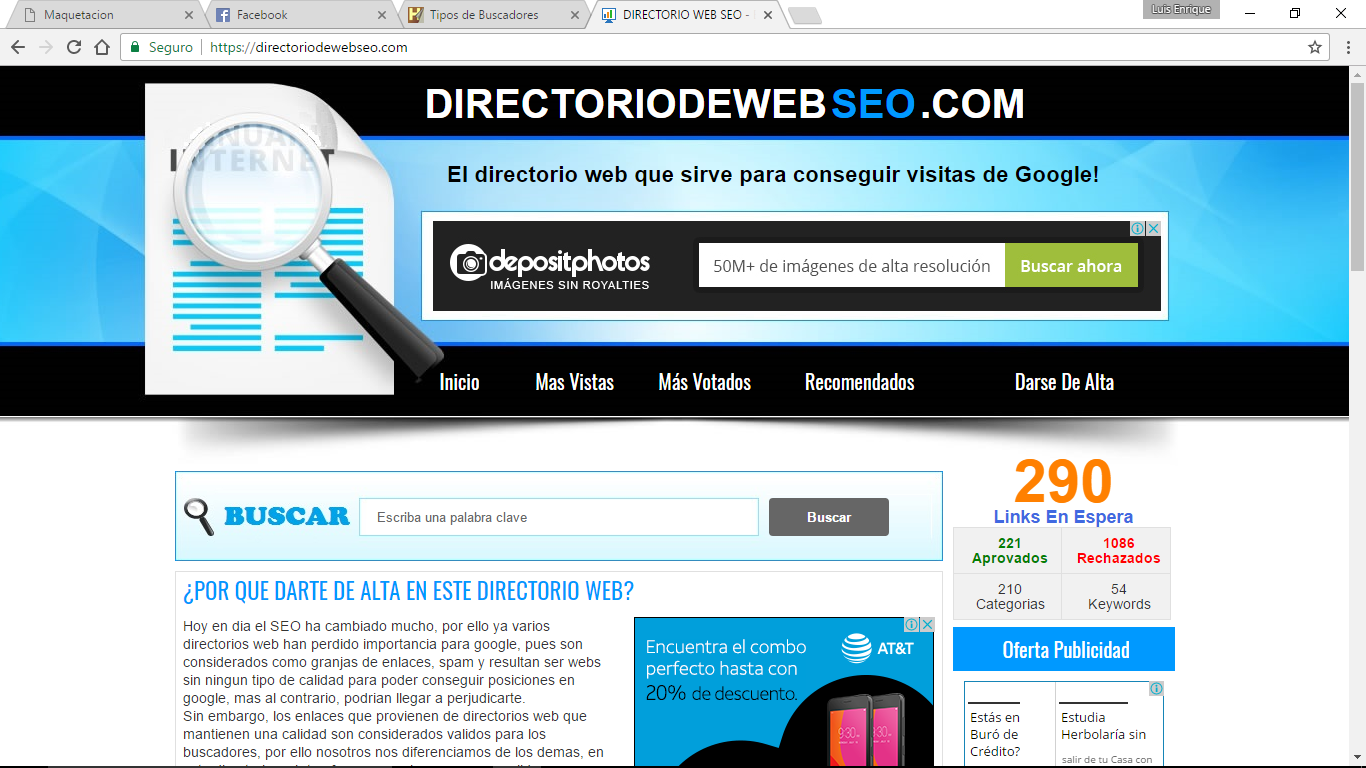 Maquetacion
Facebook
Tipos de Buscadores
DIRECTORIO WEB SEO -
Luis Enrique
Seguro
https://directoriodewebseo.com
DIRECTORIODEWEBSEO.COM
INTERNET
El directorio web que sirve para conseguir visitas de Google!
depositphotos
IMÁGENES SIN ROYALTIES
50M+ de imágenes de alta resolución
Buscar ahora
Inicio
Mas Vistas
Más Votados
Recomendados
Darse De Alta
BUSCAR
Escriba una palabra clave
Buscar
290
Links En Espera
221
Aprovados
1086
Rechazados
210
Categorias
54
Keywords
Oferta Publicidad
¿POR QUE DARTE DE ALTA EN ESTE DIRECTORIO WEB?
Hoy en dia el SEO ha cambiado mucho, por ello ya varios
directorios web han perdido importancia para google, pues son
considerados como granjas de enlaces, spam y resultan ser webs
sin ningun tipo de calidad para poder conseguir posiciones en
google, mas al contrario, podrian llegar a perjudicarte.
Sin embargo, los enlaces que provienen de directorios web que
mantienen una calidad son considerados validos para los
buscadores, por ello nosotros nos diferenciamos de los demas, en
Encuentra el combo
perfecto hasta con
20% de descuento.
AT&T
9:30
9:30
Estás en
Buró de
Crédito?
Estudia
Herbolaría sin
salir de tu Casa con